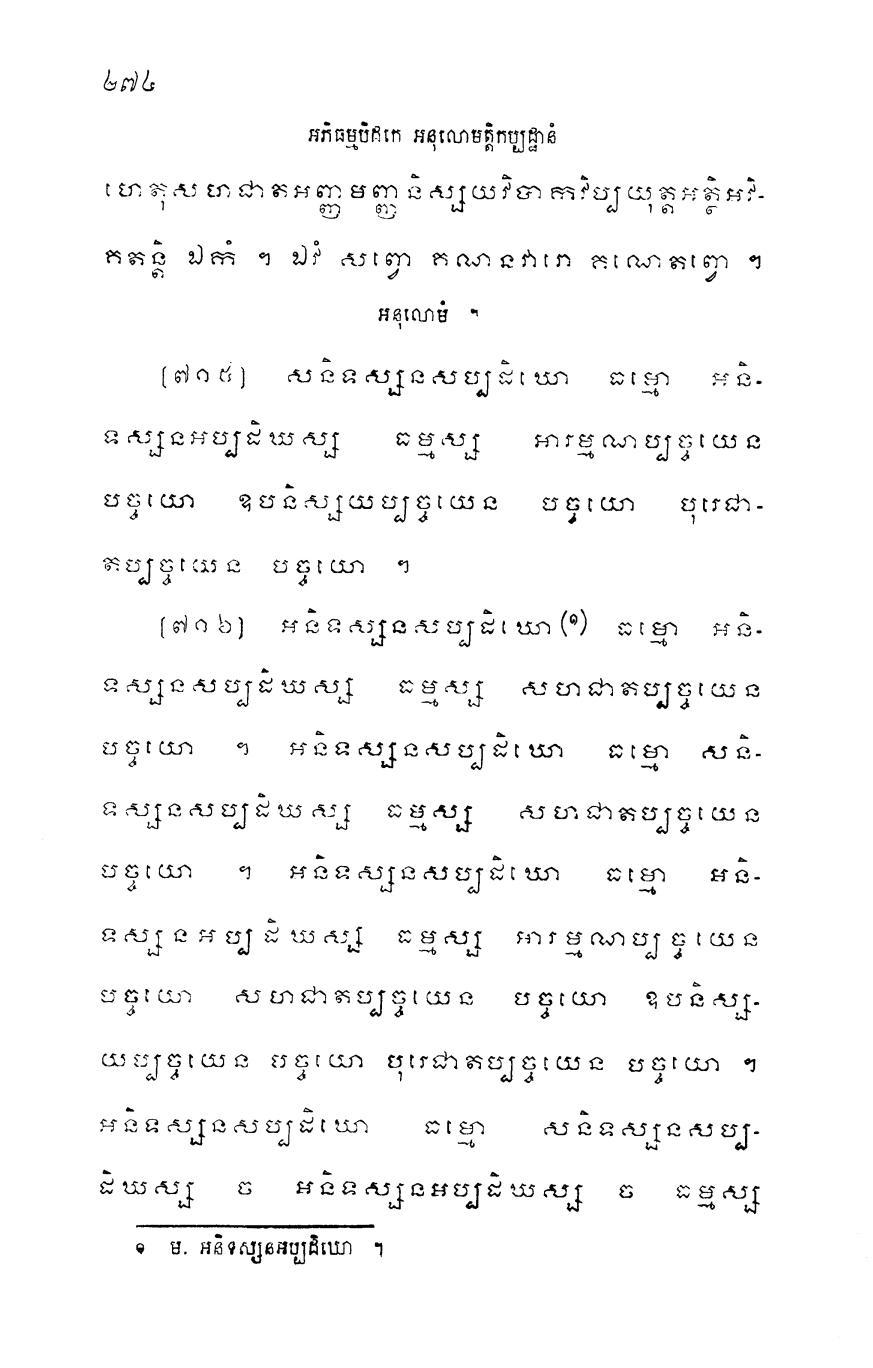 ២៧៤
អភិធម្មបិដកេ អនុលោមត្តិកប្បដ្ឋានំ
ហេតុសហជាតអញ្ញមញ្ញនិស្សយវិបាកវិប្បយុត្តអត្ថិអវិ-
កតន្តិ ឯកំ ។ ឯវំ សព្វោ គណនវារោ គណេតព្វោ ។
អនុលោមំ ។
[៧១៥] សនិទស្សនសប្បដិឃោ ធម្មោ អនិ-
ទស្សនអប្បដិឃស្ស ធម្មស្ស អារម្មណប្បច្ចយេន
បច្ចយោ ឧបនិស្សយប្បច្ចយេន បច្ចយោ បុរេជា-
តប្បច្ចយេន បច្ចយោ ។
[៧១៦] អនិទស្សនសប្បដិឃោ(១) ធម្មោ អនិ-
ទស្សនសប្បដិឃស្ស ធម្មស្ស សហជាតប្បច្ចយេន
បច្ចយោ ។ អនិទស្សនសប្បដិឃោ ធម្មោ សនិ-
ទស្សនសប្បដិឃស្ស ធម្មស្ស សហជាតប្បច្ចយេន
បច្ចយោ ។ អនិទស្សនសប្បដិឃោ ធម្មោ អនិ-
ទស្សនអប្បដិឃស្ស ធម្មស្ស អារម្មណប្បច្ចយេន
បច្ចយោ សហជាតប្បច្ចយេន បច្ចយោ ឧបនិស្ស-
យប្បច្ចយេន បច្ចយោ បុរេជាតប្បច្ចយេន បច្ចយោ ។
អនិទស្សនសប្បដិឃោ ធម្មោ សនិទស្សនសប្ប-
ដិឃស្ស ច អនិទស្សនអប្បដិឃស្ស ច ធម្មស្ស
១ ម. អនិទស្សនអប្បដិឃោ ។